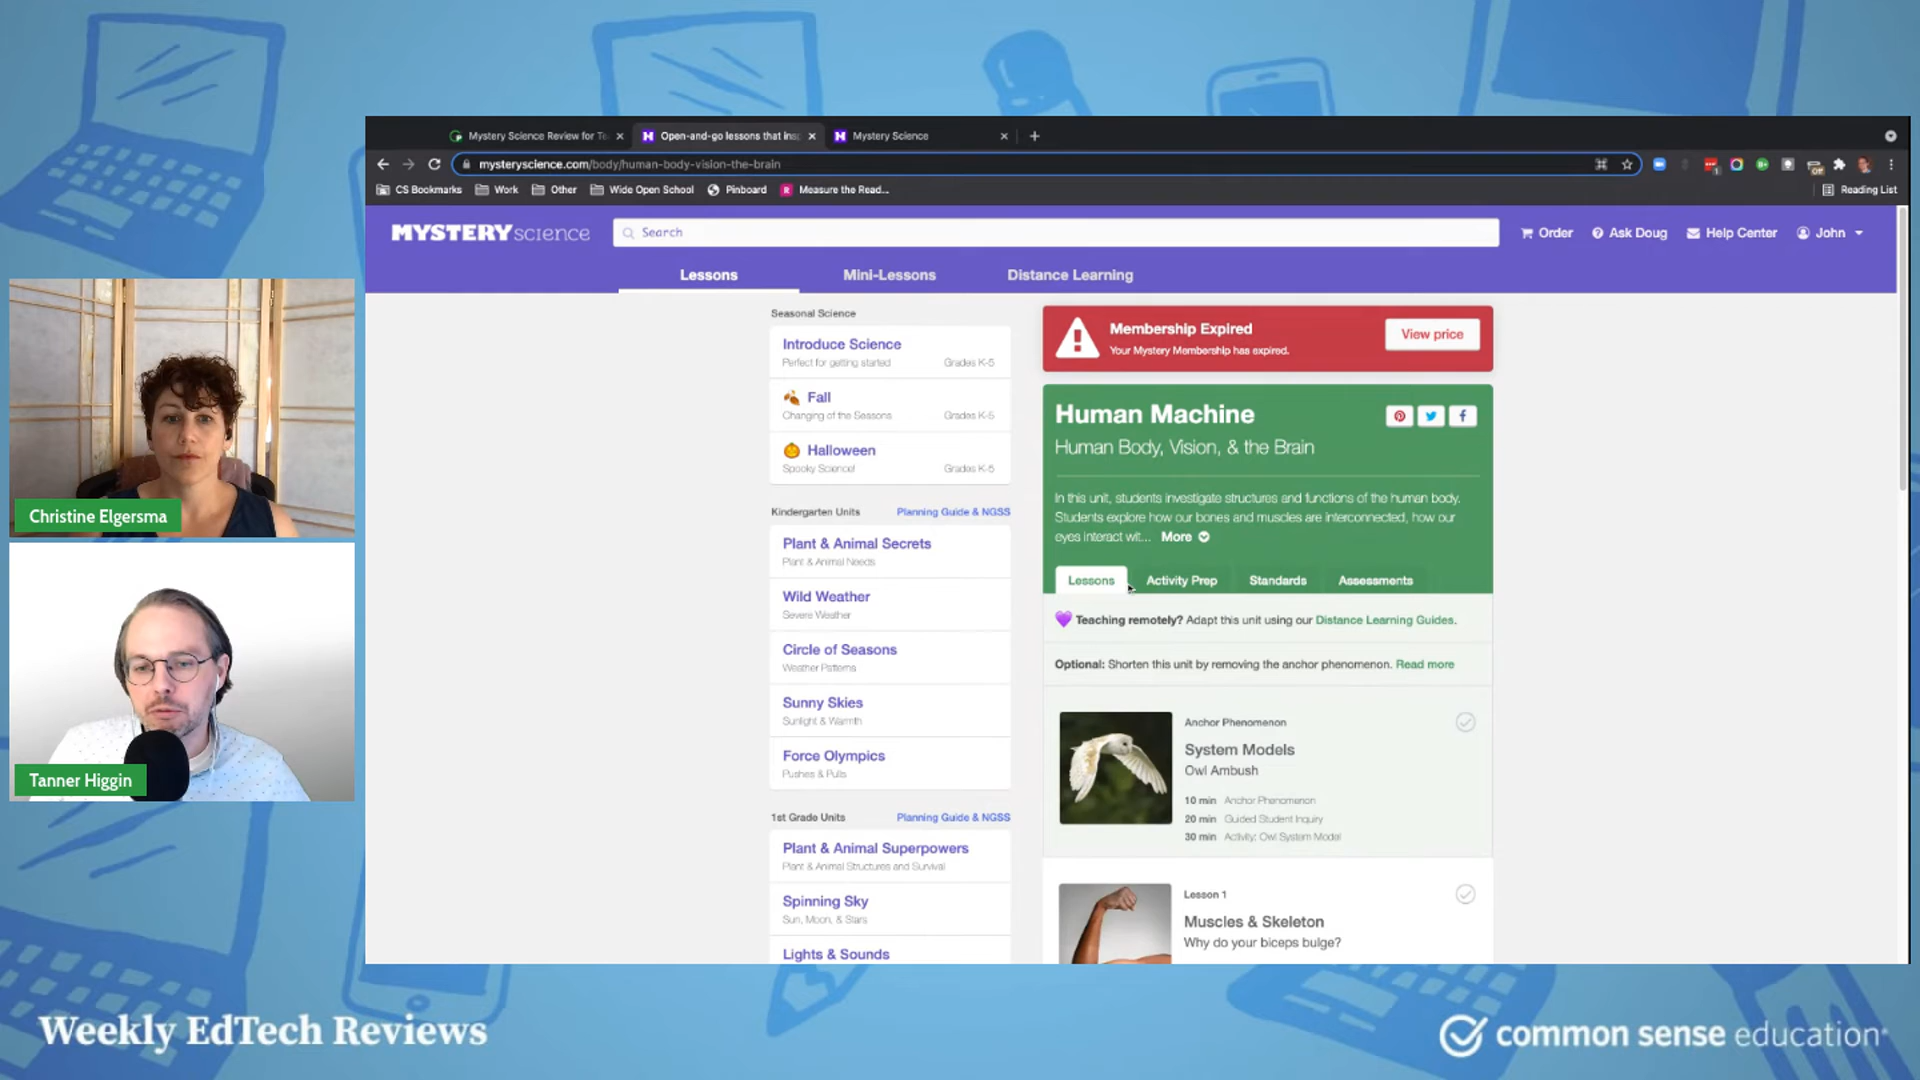 Mystery Science Review for Te
Open-and-go lessons that insp
Mystery Science
mysteryscience.com/body/human-body-vision-the-brain
CS Bookmarks
Work
Other
Wide Open School
Pinboard
Measure the Read...
Reading List
MYSTERYscience
Search
Order
Ask Doug
Help Center
John
Lessons
Mini-Lessons
Distance Learning
Seasonal Science
Introduce Science
Perfect for getting started
Grades K-5
Fall
Changing of the Seasons
Grades K-5
Halloween
Spooky Science!
Grades K-5
Kindergarten Units
Planning Guide & NGSS
Plant & Animal Secrets
Plant & Animal Needs
Wild Weather
Severe Weather
Circle of Seasons
Weather Patterns
Sunny Skies
Sunlight & Warmth
Force Olympics
Pushes & Pulls
1st Grade Units
Planning Guide & NGSS
Plant & Animal Superpowers
Plant & Animal Structures and Survival
Spinning Sky
Sun, Moon, & Stars
Lights & Sounds
Membership Expired
Your Mystery Membership has expired.
View price
Human Machine
Human Body, Vision, & the Brain
In this unit, students investigate structures and functions of the human body.
Students explore how our bones and muscles are interconnected, how our
eyes interact wit... More
Lessons
Activity Prep
Standards
Assessments
Teaching remotely? Adapt this unit using our Distance Learning Guides.
Optional: Shorten this unit by removing the anchor phenomenon. Read more
Anchor Phenomenon
System Models
Owl Ambush
10 min Anchor Phenomenon
20 min Guided Student Inquiry
30 min Activity: Owl System Model
Lesson 1
Muscles & Skeleton
Why do your biceps bulge?
Christine Elgersma
Tanner Higgin
Weekly EdTech Reviews
common sense education